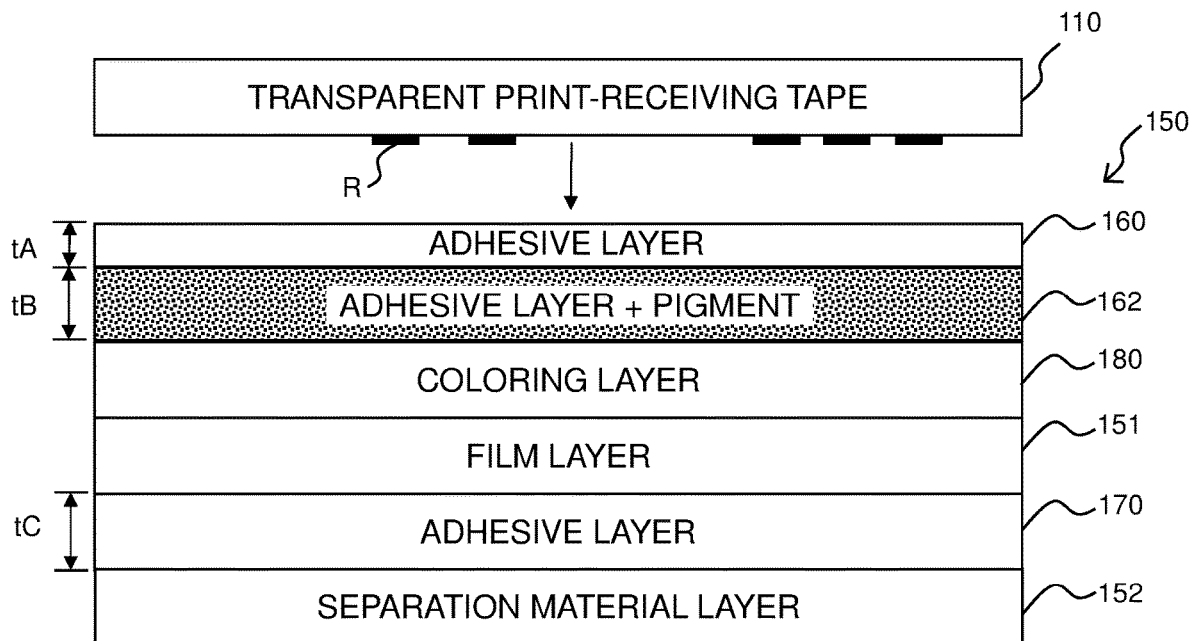 110
TRANSPARENT PRINT-RECEIVING TAPE
150
R
160
tA
ADHESIVE LAYER
tB
ADHESIVE LAYER + PIGMENT
162
180
COLORING LAYER
151
FILM LAYER
170
tC
ADHESIVE LAYER
152
SEPARATION MATERIAL LAYER